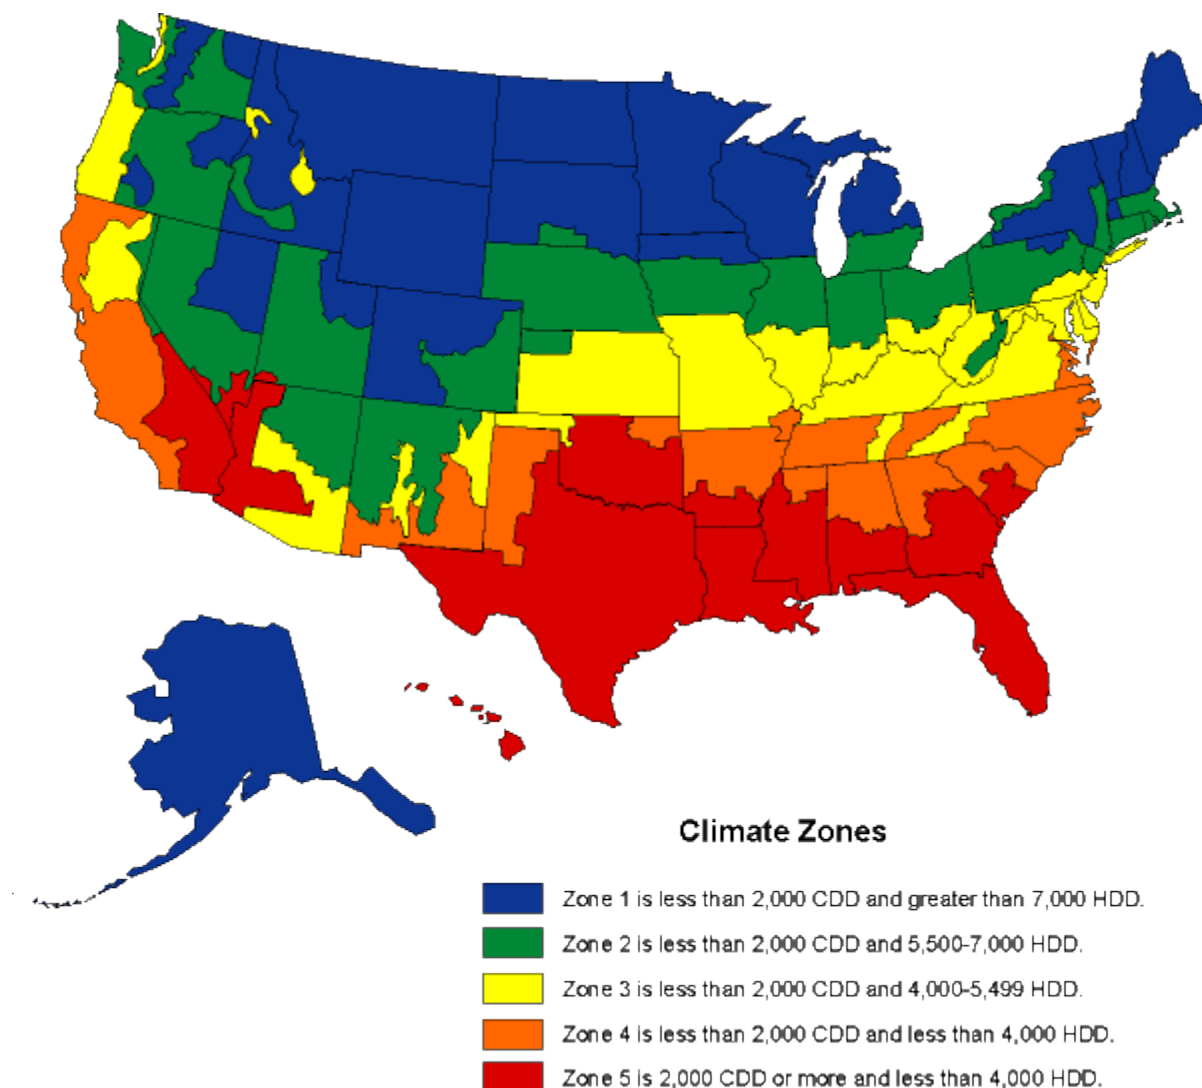 Climate Zones
Zone 1 is less than 2,000 CDD and greater than 7,000 HDD.
Zone 2 is less than 2,000 CDD and 5,500-7,000 HDD.
Zone 3 is less than 2,000 CDD and 4,000-5,499 HDD.
Zone 4 is less than 2,000 CDD and less than 4,000 HDD.
Zone 5 is 2,000 CDD or more and less than 4,000 HDD.